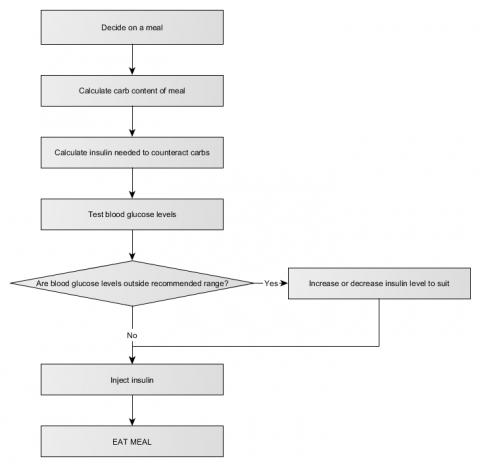 Decide on a meal
Calculate carb content of meal
Calculate insulin needed to counteract carbs
Test blood glucose levels
Are blood glucose levels outside recommended range?
Yes
Increase or decrease insulin level to suit
No
Inject insulin
EAT MEAL